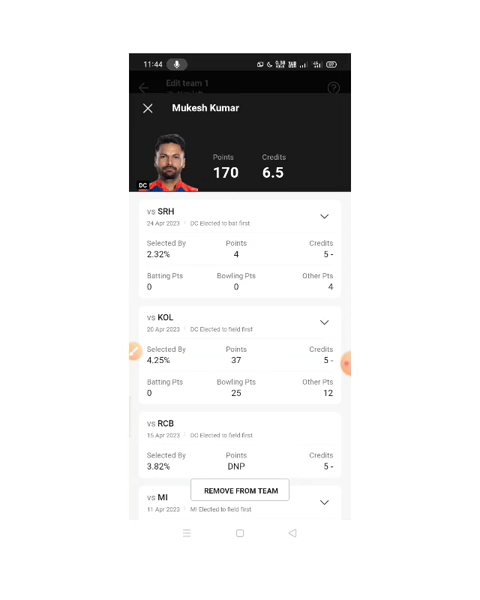 11:44
Edit team 1
Mukesh Kumar
Points Credits
170 6.5
DC
vs SRH
24 Apr 2023 | DC Elected to bat first
Selected By Points Credits
2.32% 4 5 -
Batting Pts Bowling Pts Other Pts
0 0 4
vs KOL
20 Apr 2023 | DC Elected to field first
Selected By Points Credits
4.25% 37 5 -
Batting Pts Bowling Pts Other Pts
0 25 12
vs RCB
15 Apr 2023 | DC Elected to field first
Selected By Points Credits
3.82% DNP 5 -
REMOVE FROM TEAM
vs MI
11 Apr 2023 | MI Elected to field first